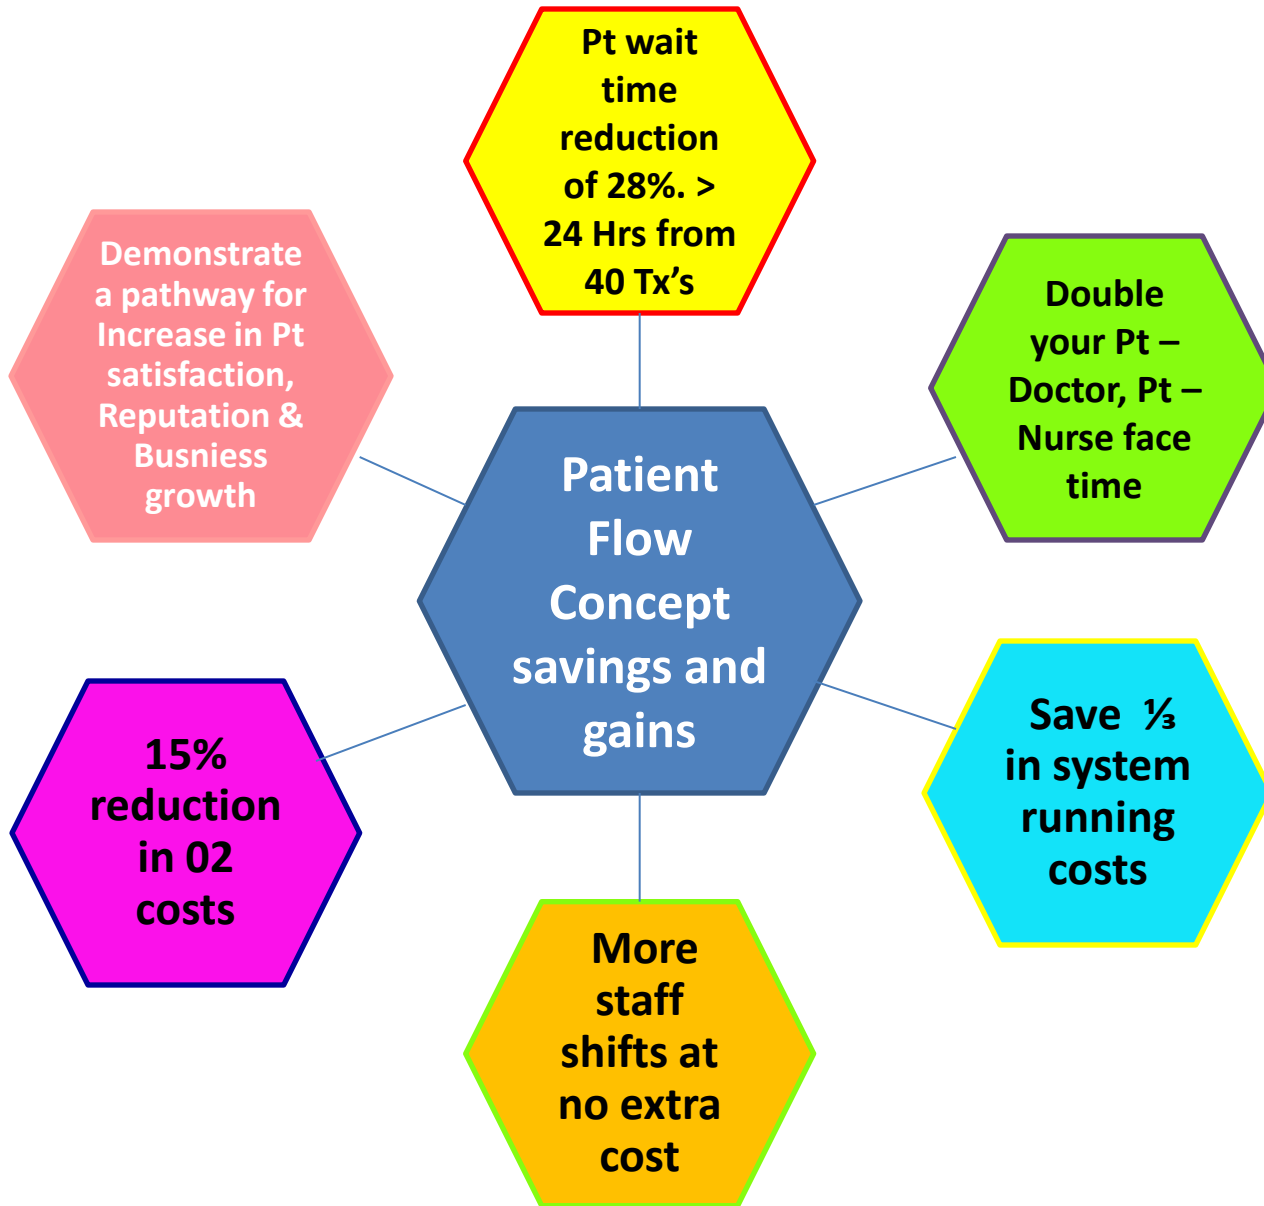 Pt wait
time
reduction
of 28%. >
24 Hrs from
40 Tx’s
Demonstrate
a pathway for
Increase in Pt
satisfaction,
Reputation &
Busniess
growth
Double
your Pt –
Doctor, Pt –
Nurse face
time
Patient
Flow
Concept
savings and
gains
15%
reduction
in 02
costs
Save ⅓
in system
running
costs
More
staff
shifts at
no extra
cost